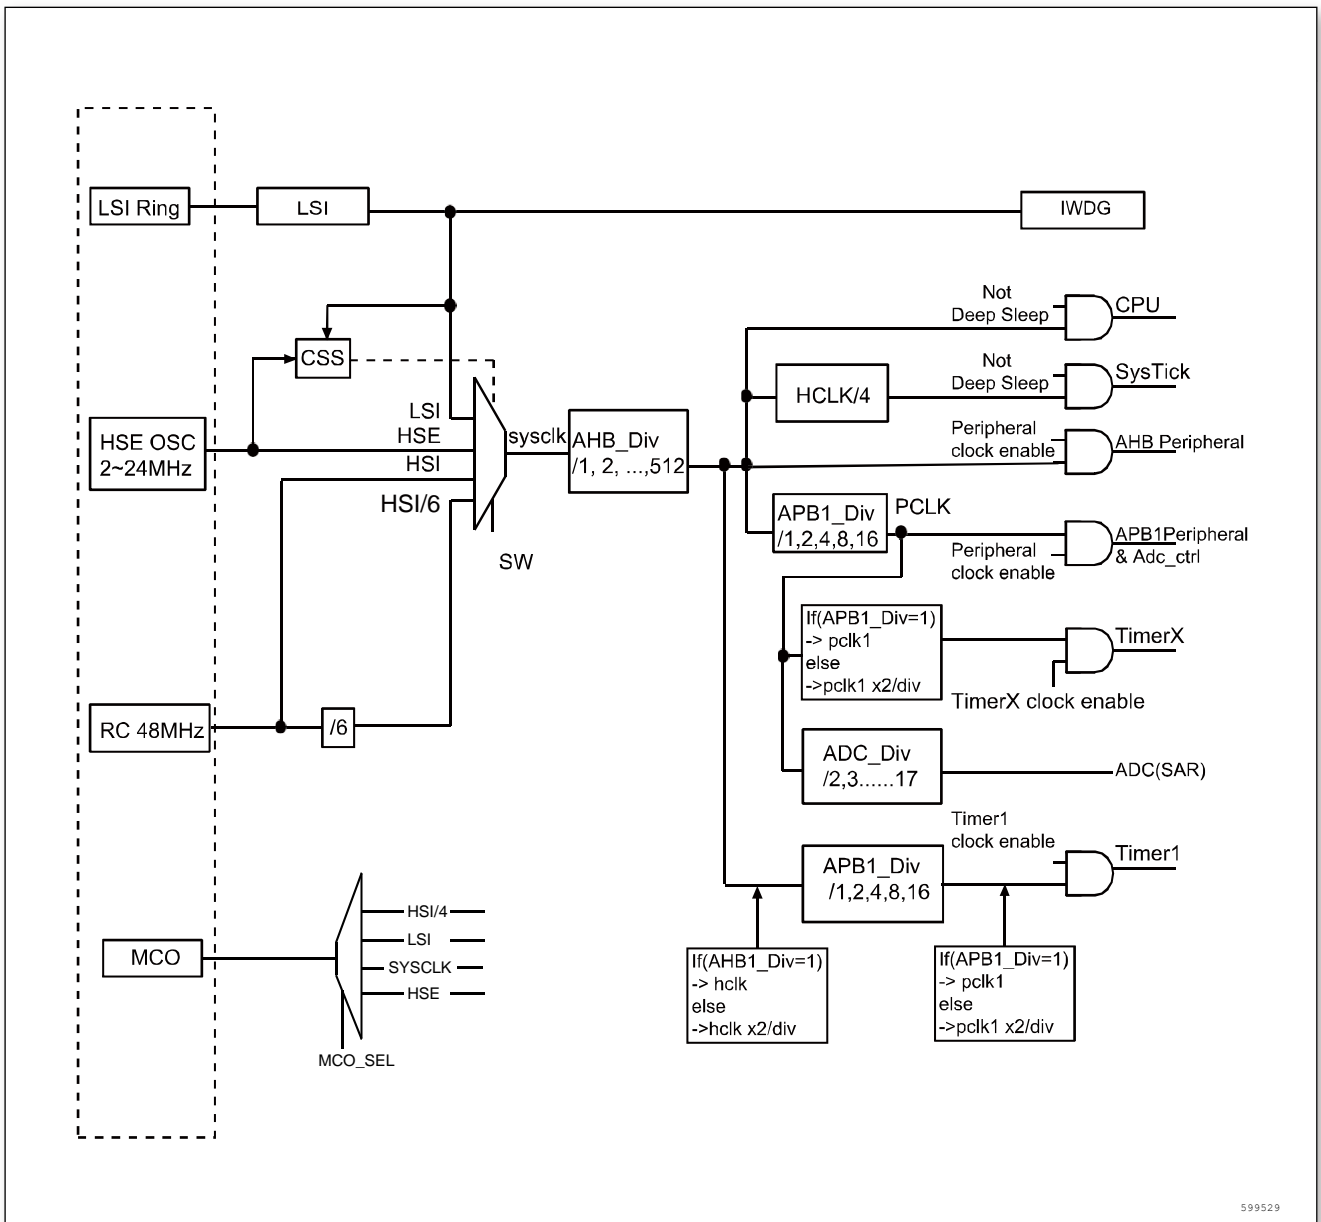 LSI Ring
LSI
IWDG
Not
Deep Sleep
CPU
CSS
Not
Deep Sleep
SysTick
HCLK/4
LSI
HSE
HSI
HSI/6
HSE OSC
2~24MHz
sysclk
AHB_Div
/1, 2, ...,512
Peripheral
clock enable
AHB Peripheral
SW
APB1_Div
/1,2,4,8,16
PCLK
Peripheral
clock enable
APB1Peripheral
& Adc_ctrl
If(APB1_Div=1)
-> pclk1
else
->pclk1 x2/div
TimerX
TimerX clock enable
RC 48MHz
/6
ADC_Div
/2,3......17
ADC(SAR)
Timer1
clock enable
Timer1
APB1_Div
/1,2,4,8,16
MCO
HSI/4
LSI
SYSCLK
HSE
MCO_SEL
If(AHB1_Div=1)
-> hclk
else
->hclk x2/div
If(APB1_Div=1)
-> pclk1
else
->pclk1 x2/div
599529